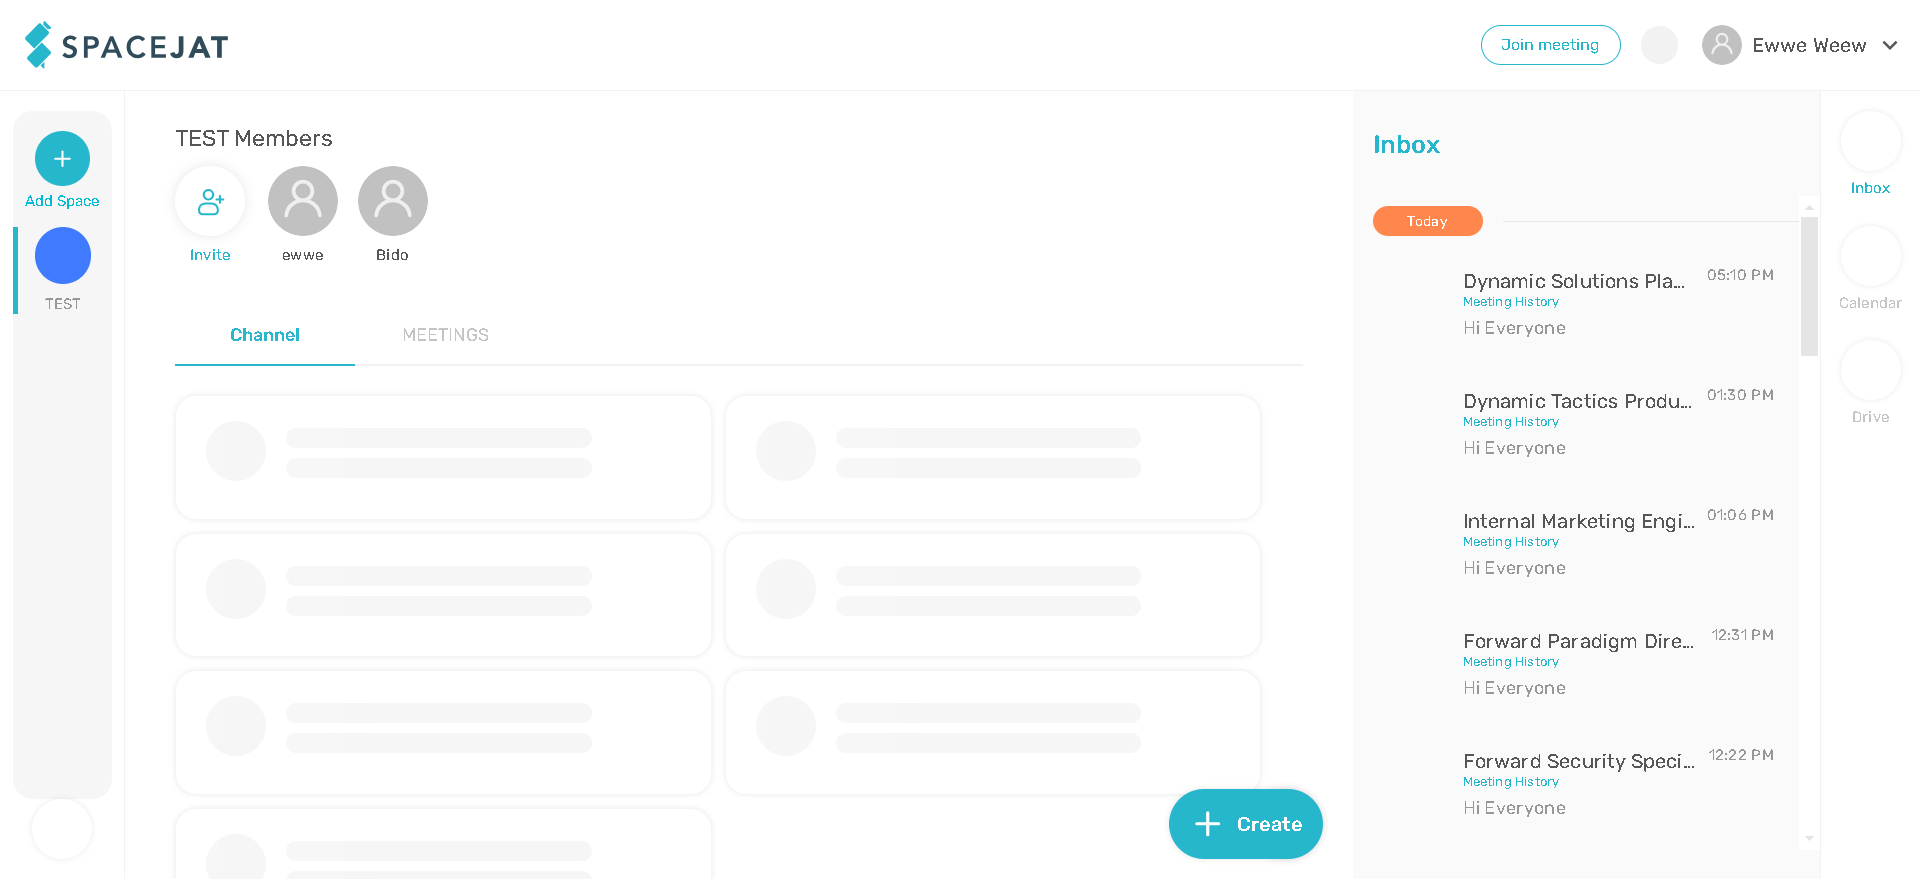 SPACEJAT
Join meeting
Ewwe Weew
Add Space
TEST
TEST Members
Invite
ewwe
Bido
Channel
MEETINGS
Create
Inbox
Today
Dynamic Solutions Pla...
05:10 PM
Meeting History
Hi Everyone
Dynamic Tactics Produ...
01:30 PM
Meeting History
Hi Everyone
Internal Marketing Engi...
01:06 PM
Meeting History
Hi Everyone
Forward Paradigm Dire...
12:31 PM
Meeting History
Hi Everyone
Forward Security Speci...
12:22 PM
Meeting History
Hi Everyone
Inbox
Calendar
Drive